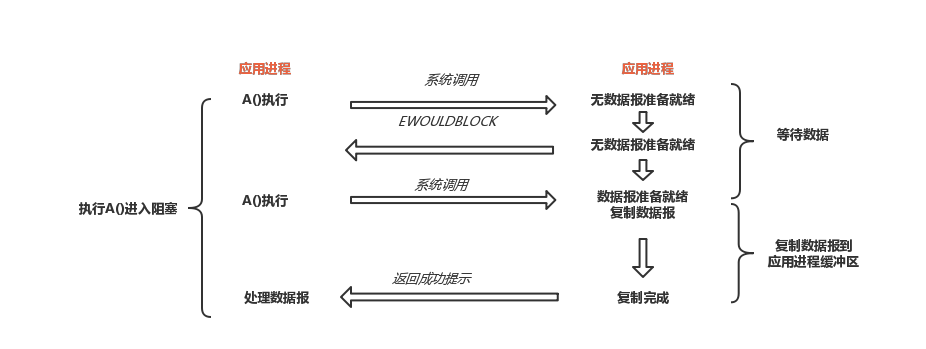 应用进程
应用进程
系统调用
A()执行
无数据报准备就绪
EWOULDBLOCK
等待数据
无数据报准备就绪
系统调用
A()执行
数据报准备就绪
复制数据报
执行A()进入阻塞
复制数据报到
应用进程缓冲区
返回成功提示
处理数据报
复制完成